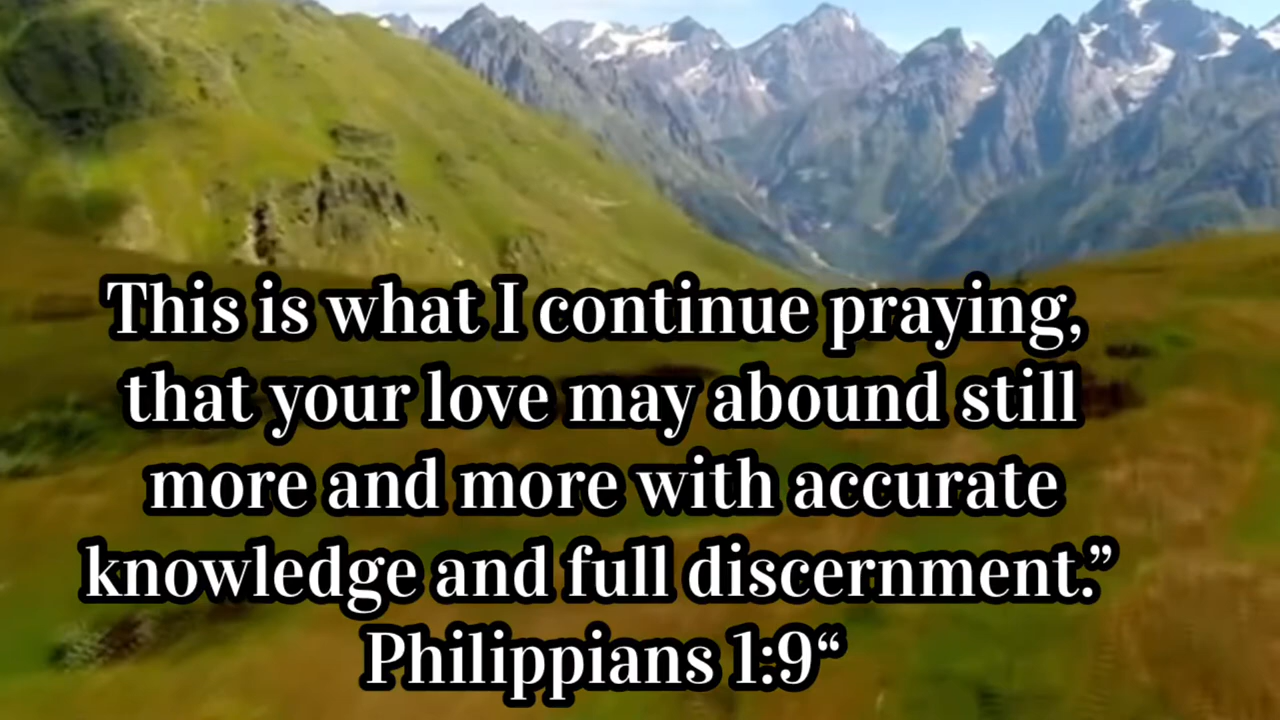 This is what I continue praying,
that your love may abound still
more and more with accurate
knowledge and full discernment.”
Philippians 1:9“